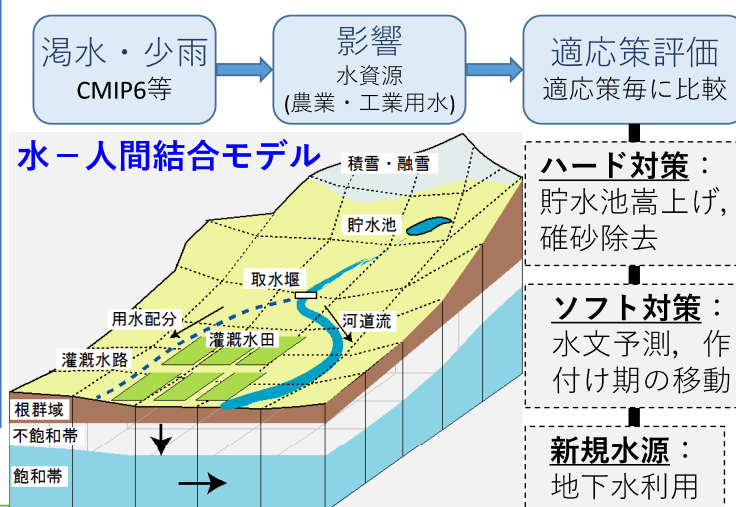 渇水・少雨
CMIP6等
影響
水資源
(農業・工業用水)
適応策評価
適応策毎に比較
水－人間結合モデル
積雪・融雪
貯水池
取水堰
用水配分
河道流
灌漑水田
灌漑水路
根群域
不飽和帯
飽和帯
ハード対策：
貯水池嵩上げ，
碓砂除去
ソフト対策：
水文予測，作
付け期の移動
新規水源：
地下水利用